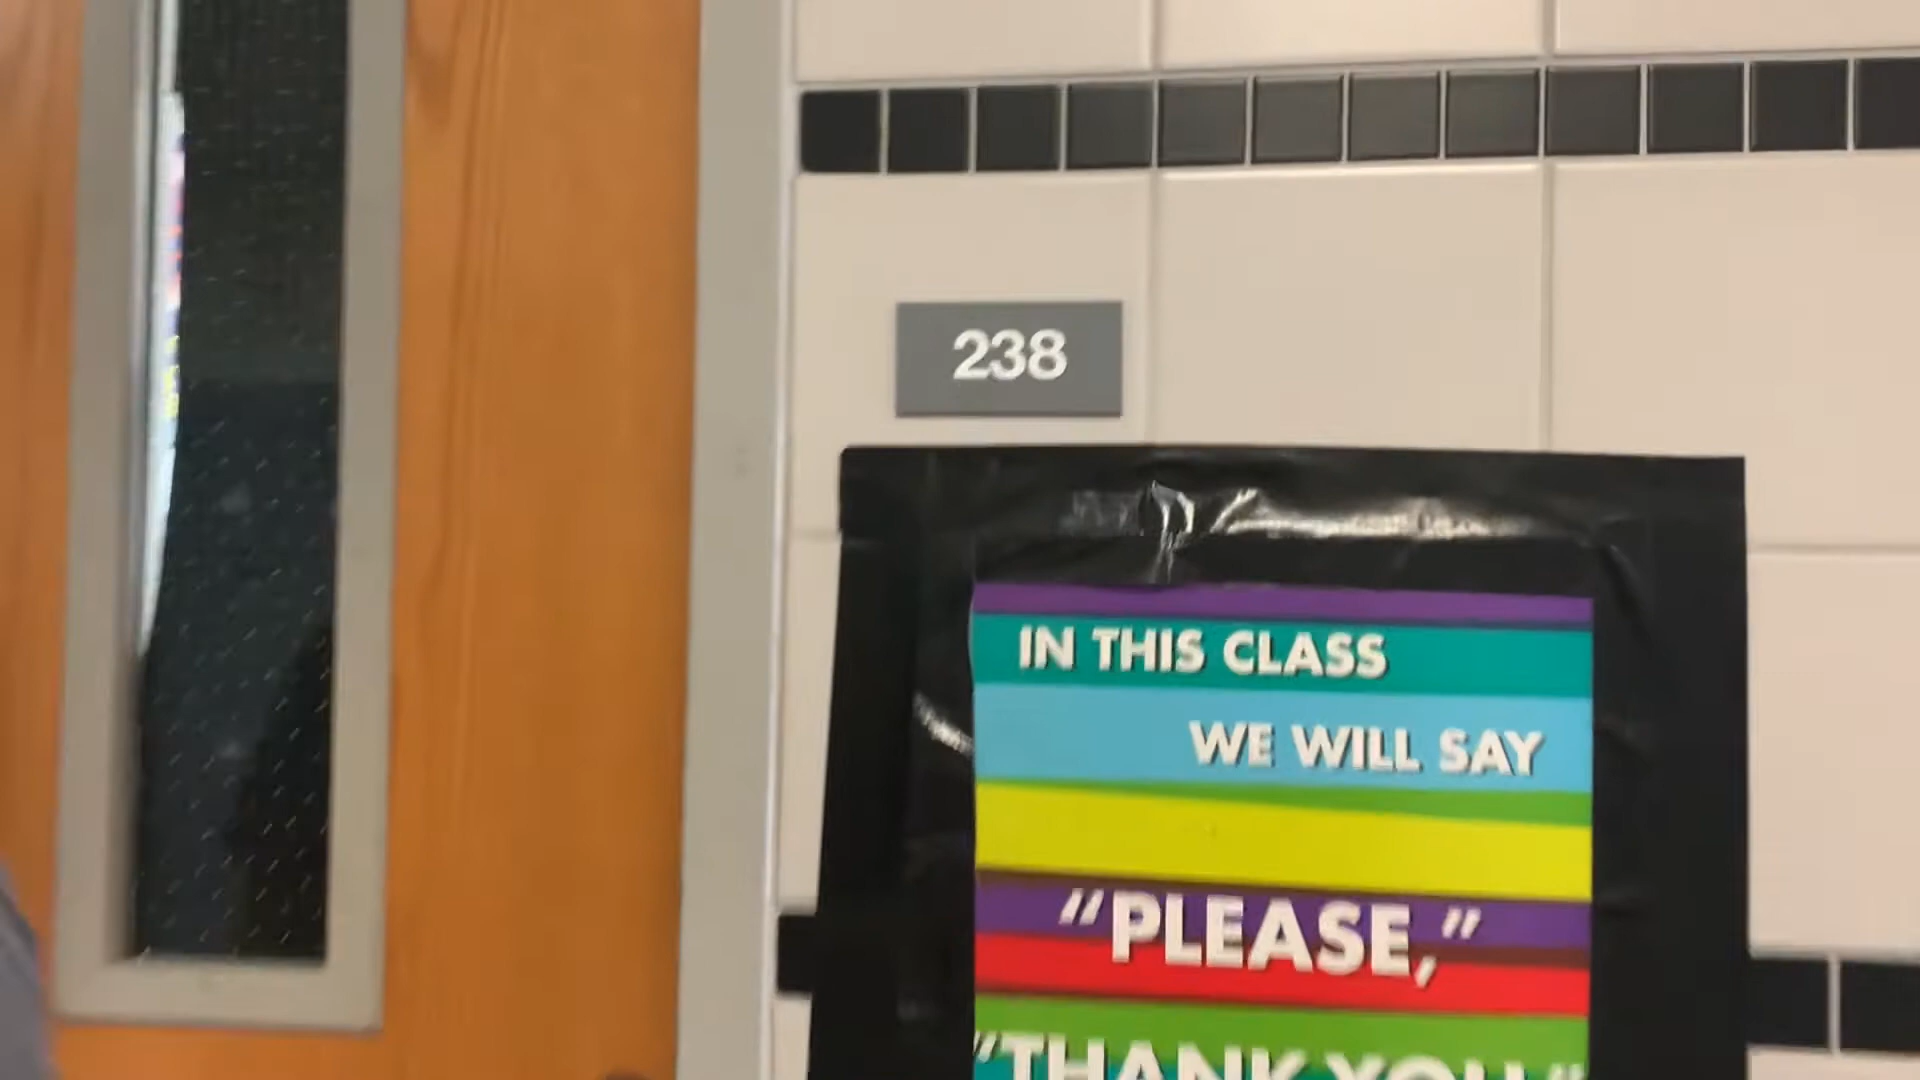 238
IN THIS CLASS
WE WILL SAY
"PLEASE,"
"THANK YOU"